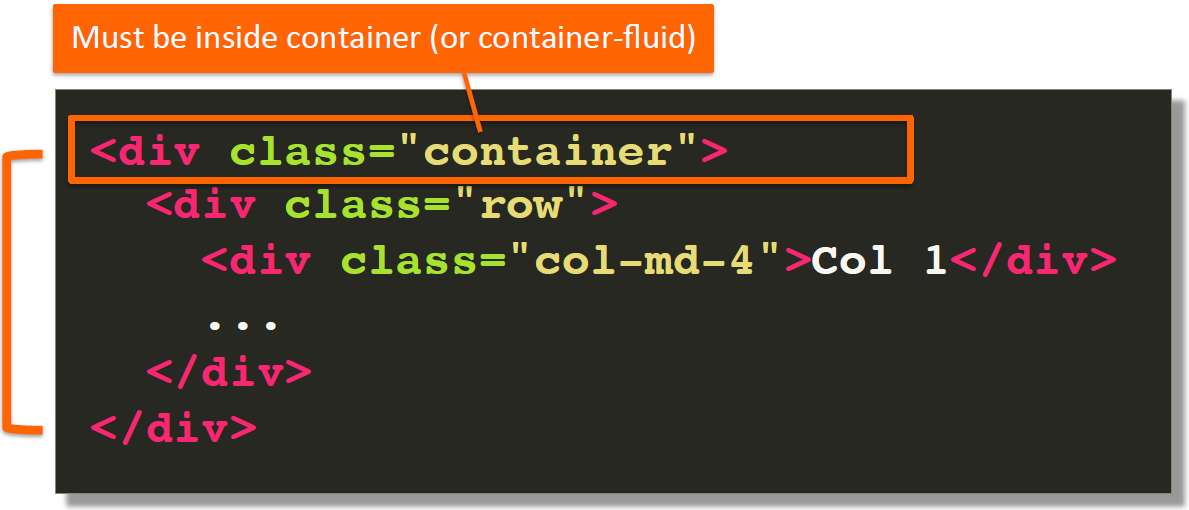 Must be inside container (or container-fluid)
<div class="container">
<div class="row">
<div class="col-md-4">Col 1</div>
...
</div>
</div>